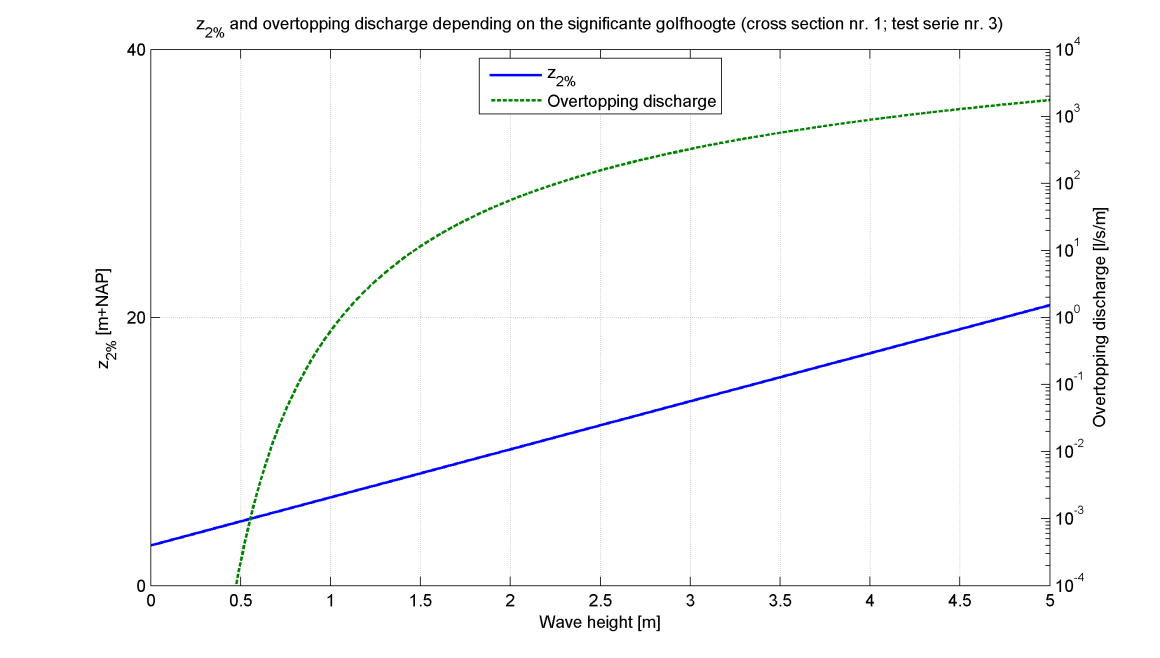 z2% and overtopping discharge depending on the significante golfhoogte (cross section nr. 1; test serie nr. 3)
z2%
Overtopping discharge
40
20
0
z2% [m+NAP]
10^4
10^3
10^2
10^1
10^0
10^-1
10^-2
10^-3
10^-4
Overtopping discharge [l/s/m]
0 0.5 1 1.5 2 2.5 3 3.5 4 4.5 5
Wave height [m]